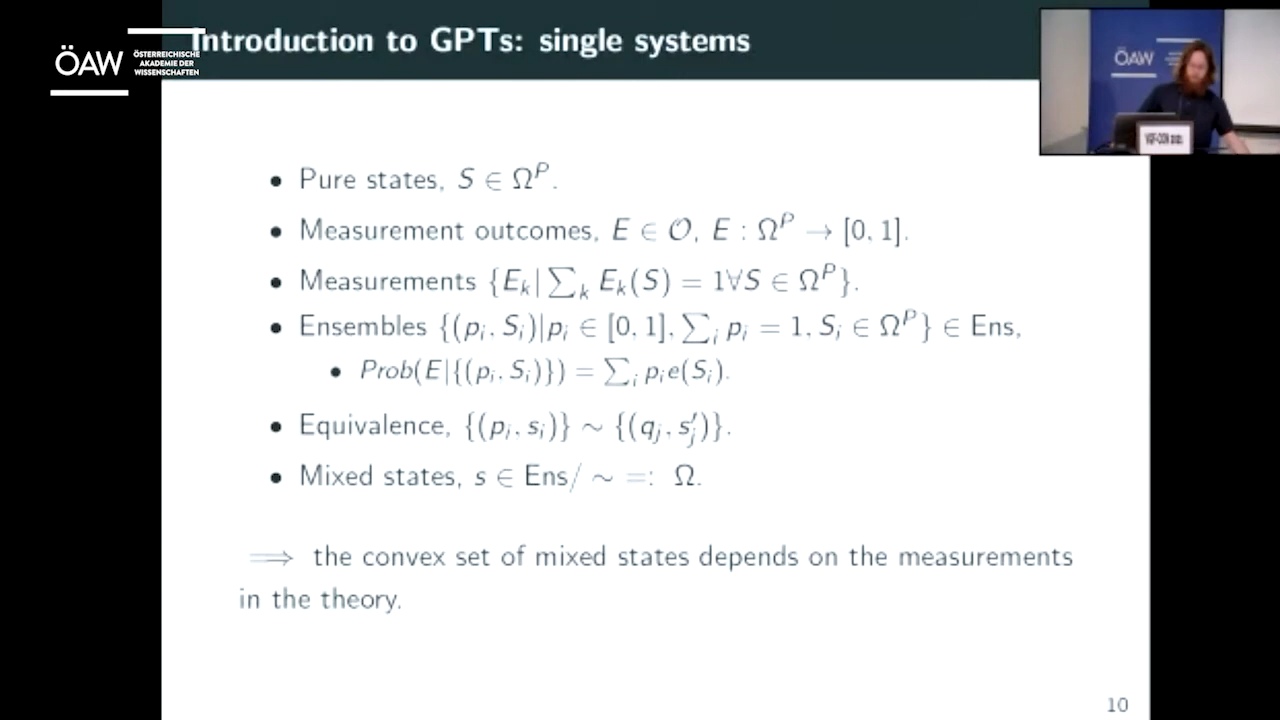 Introduction to GPTs: single systems
ÖAW
ÖSTERREICHISCHE
AKADEMIE DER
WISSENSCHAFTEN
ÖAW
• Pure states, S ∈ Ω^P.
• Measurement outcomes, E ∈ 𝒪, E : Ω^P → [0, 1].
• Measurements {E_k| ∑_k E_k(S) = 1∀S ∈ Ω^P}.
• Ensembles {(p_i, S_i)|p_i ∈ [0, 1], ∑_i p_i = 1, S_i ∈ Ω^P} ∈ Ens,
• Prob(E|{(p_i, S_i)}) = ∑_i p_i e(S_i).
• Equivalence, {(p_i, s_i)} ∼ {(q_j, s′_j)}.
• Mixed states, s ∈ Ens/ ∼ =: Ω.
⟹ the convex set of mixed states depends on the measurements
in the theory.
10